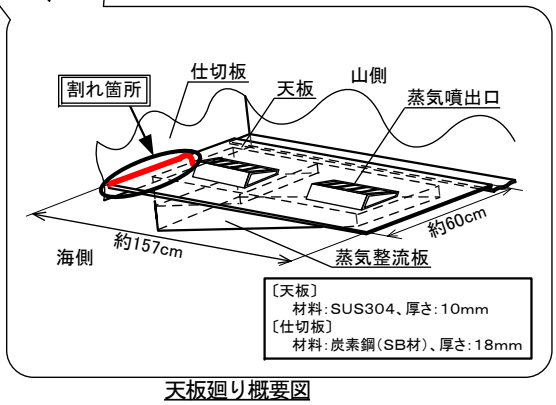 仕切板
割れ箇所
天板
山側
蒸気噴出口
約60cm
約157cm
海側
蒸気整流板
〔天板〕
材料:SUS304、厚さ:10mm
〔仕切板〕
材料:炭素鋼(SB材)、厚さ:18mm
天板廻り概要図